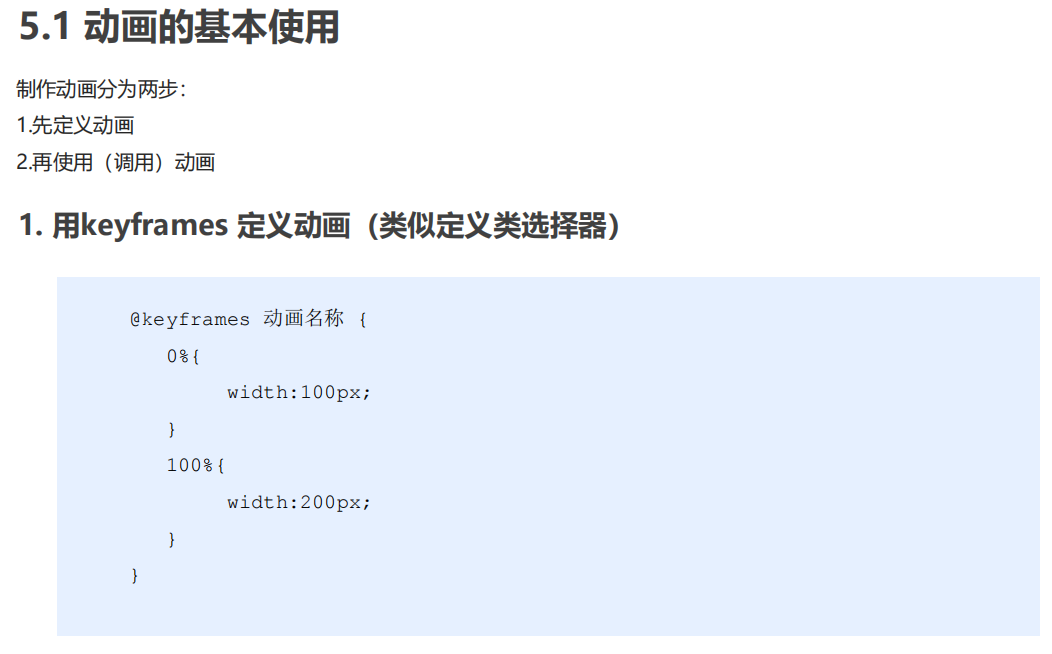 5.1 动画的基本使用
制作动画分为两步：
1.先定义动画
2.再使用（调用）动画
1. 用keyframes 定义动画（类似定义类选择器）
@keyframes 动画名称 {
0%{
width:100px;
}
100%{
width:200px;
}
}